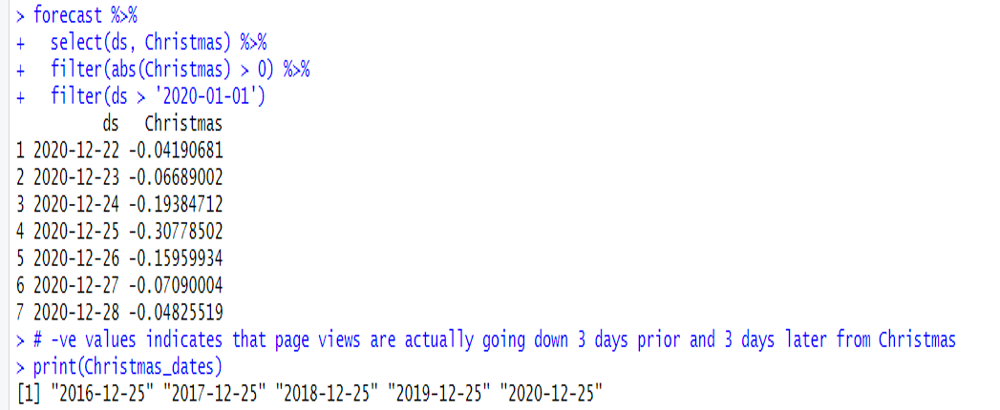 > forecast %>%
+   select(ds, Christmas) %>%
+   filter(abs(Christmas) > 0) %>%
+   filter(ds > '2020-01-01')
          ds   Christmas
1 2020-12-22 -0.04190681
2 2020-12-23 -0.06689002
3 2020-12-24 -0.19384712
4 2020-12-25 -0.30778502
5 2020-12-26 -0.15959934
6 2020-12-27 -0.07090004
7 2020-12-28 -0.04825519
> # -ve values indicates that page views are actually going down 3 days prior and 3 days later from Christmas
> print(Christmas_dates)
[1] "2016-12-25" "2017-12-25" "2018-12-25" "2019-12-25" "2020-12-25"